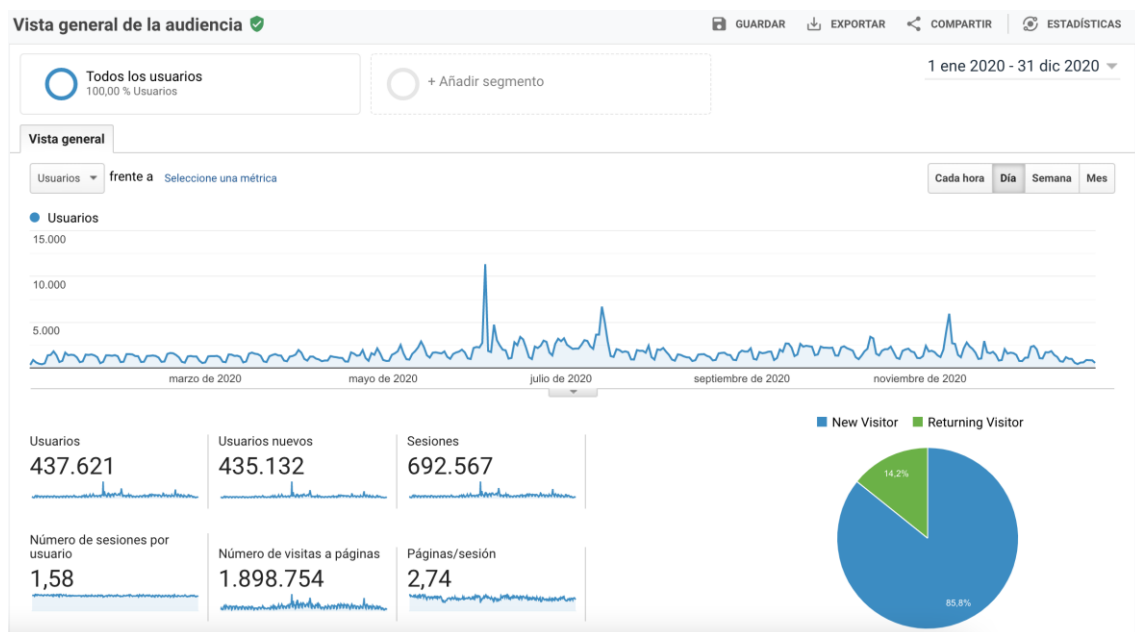 Vista general de la audiencia
GUARDAR EXPORTAR COMPARTIR ESTADÍSTICAS
Todos los usuarios
100,00 % Usuarios
+ Añadir segmento
1 ene 2020 - 31 dic 2020
Vista general
Usuarios frente a Seleccione una métrica
Cada hora Día Semana Mes
Usuarios
15.000
10.000
5.000
marzo de 2020 mayo de 2020 julio de 2020 septiembre de 2020 noviembre de 2020
New Visitor Returning Visitor
Usuarios
437.621
Usuarios nuevos
435.132
Sesiones
692.567
Número de sesiones por
usuario
1,58
Número de visitas a páginas
1.898.754
Páginas/sesión
2,74
14,2%
85,8%